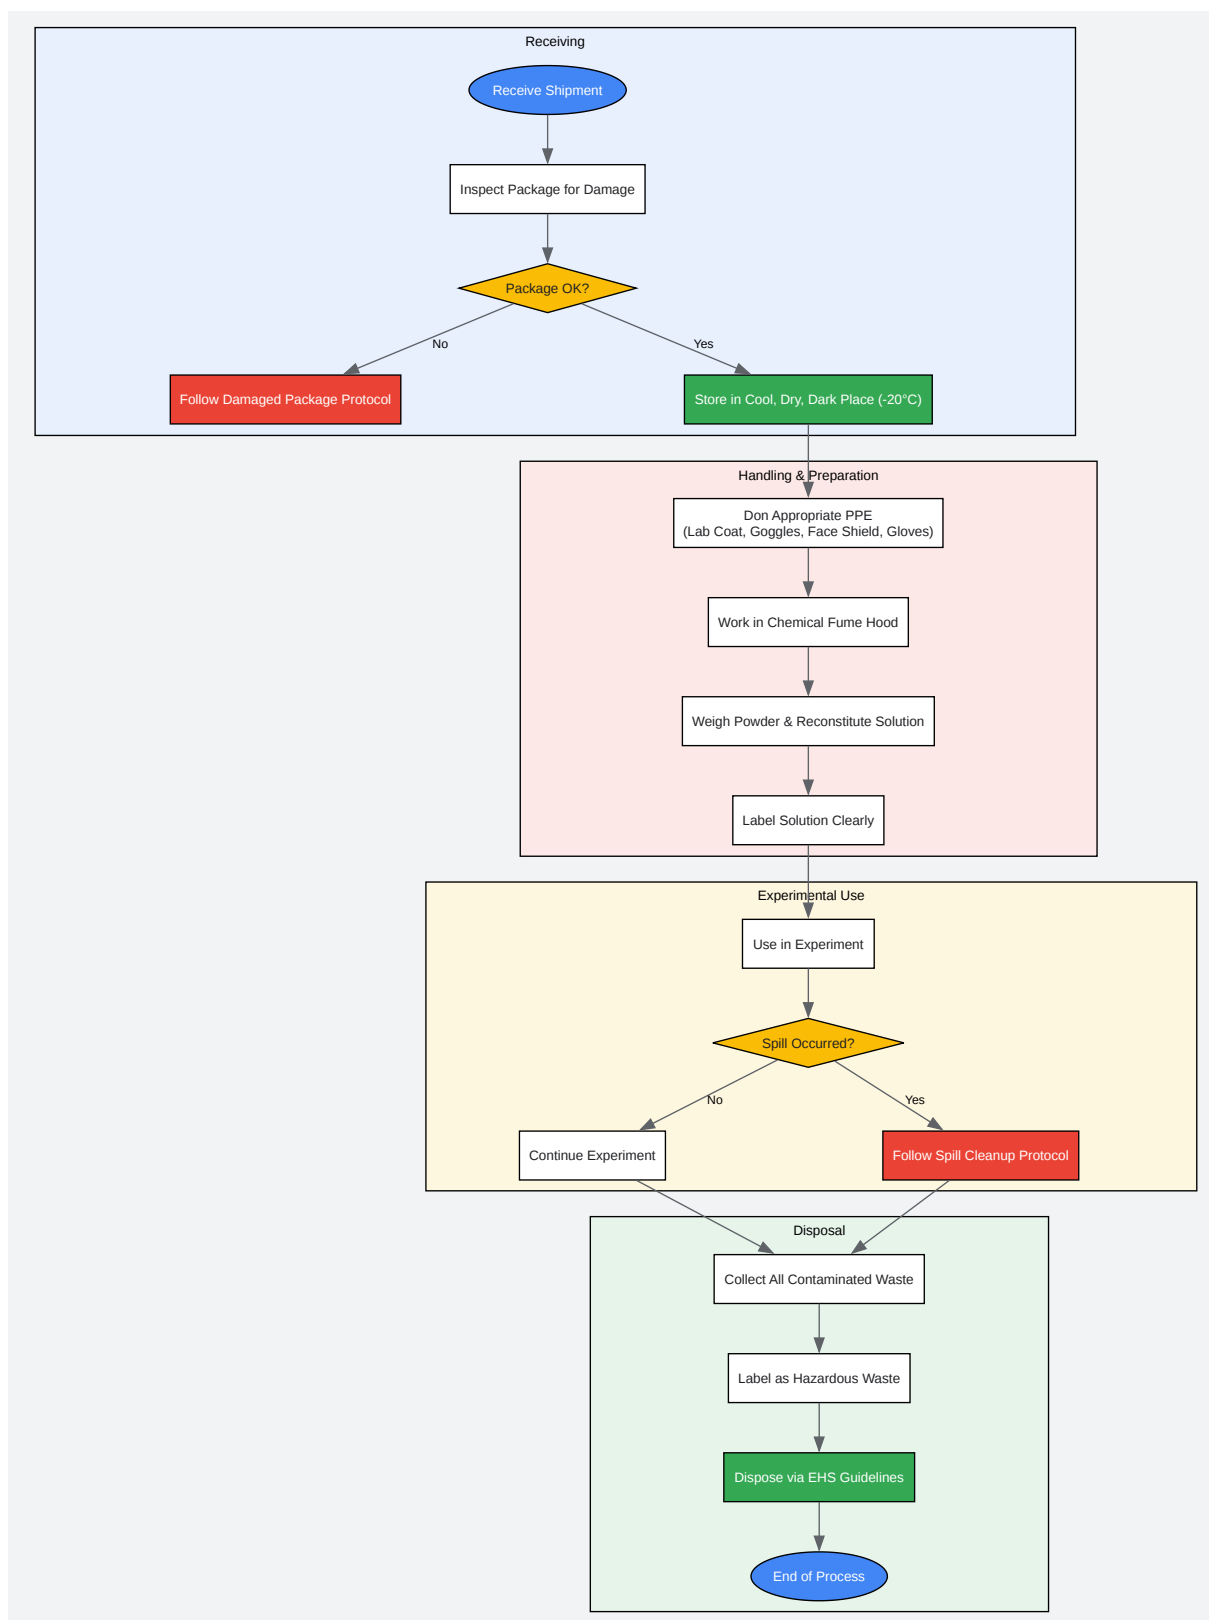 Receiving
Receive Shipment
Inspect Package for Damage
Package OK?
No
Yes
Follow Damaged Package Protocol
Store in Cool, Dry, Dark Place (-20°C)
Handling & Preparation
Don Appropriate PPE
(Lab Coat, Goggles, Face Shield, Gloves)
Work in Chemical Fume Hood
Weigh Powder & Reconstitute Solution
Label Solution Clearly
Experimental Use
Use in Experiment
Spill Occurred?
No
Yes
Continue Experiment
Follow Spill Cleanup Protocol
Disposal
Collect All Contaminated Waste
Label as Hazardous Waste
Dispose via EHS Guidelines
End of Process